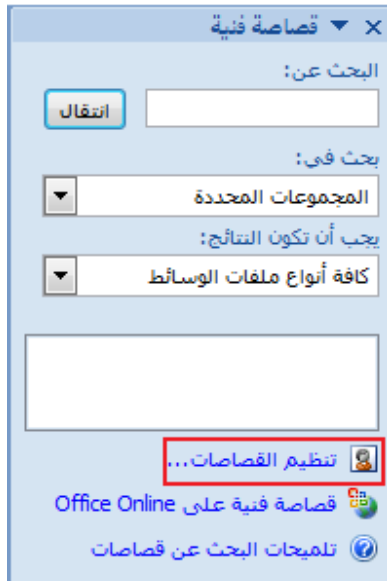 قصاصة فنية
البحث عن:
انتقال
بحث في:
المجموعات المحددة
يجب أن تكون النتائج:
كافة أنواع ملفات الوسائط
تنظيم القصاصات...
قصاصة فنية على Office Online
تلميحات البحث عن قصاصات